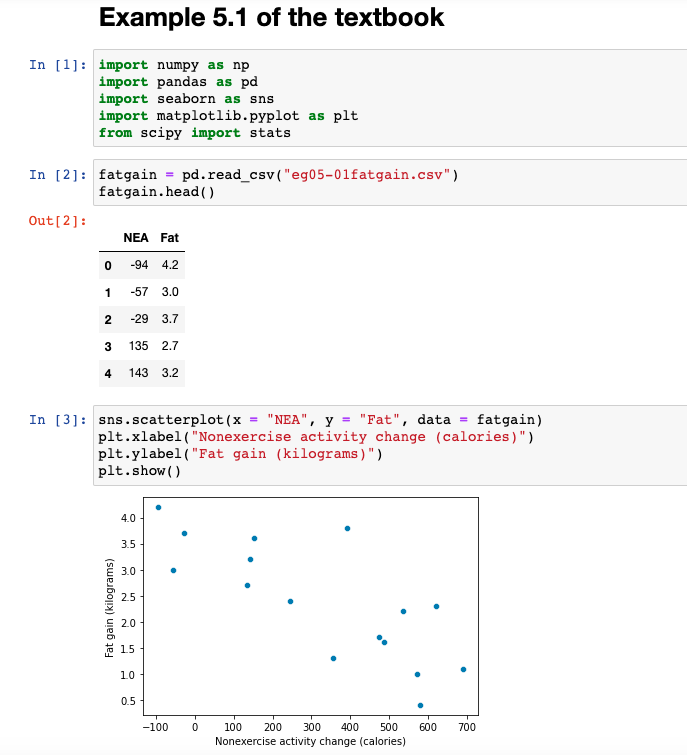 Example 5.1 of the textbook
In [1]: import numpy as np
import pandas as pd
import seaborn as sns
import matplotlib.pyplot as plt
from scipy import stats
In [2]: fatgain = pd.read_csv("eg05-01fatgain.csv")
fatgain.head()
Out[2]:
NEA Fat
0 -94 4.2
1 -57 3.0
2 -29 3.7
3 135 2.7
4 143 3.2
In [3]: sns.scatterplot(x = "NEA", y = "Fat", data = fatgain)
plt.xlabel("Nonexercise activity change (calories)")
plt.ylabel("Fat gain (kilograms)")
plt.show()
Fat gain (kilograms)
4.0
3.5
3.0
2.5
2.0
1.5
1.0
0.5
−100 0 100 200 300 400 500 600 700
Nonexercise activity change (calories)